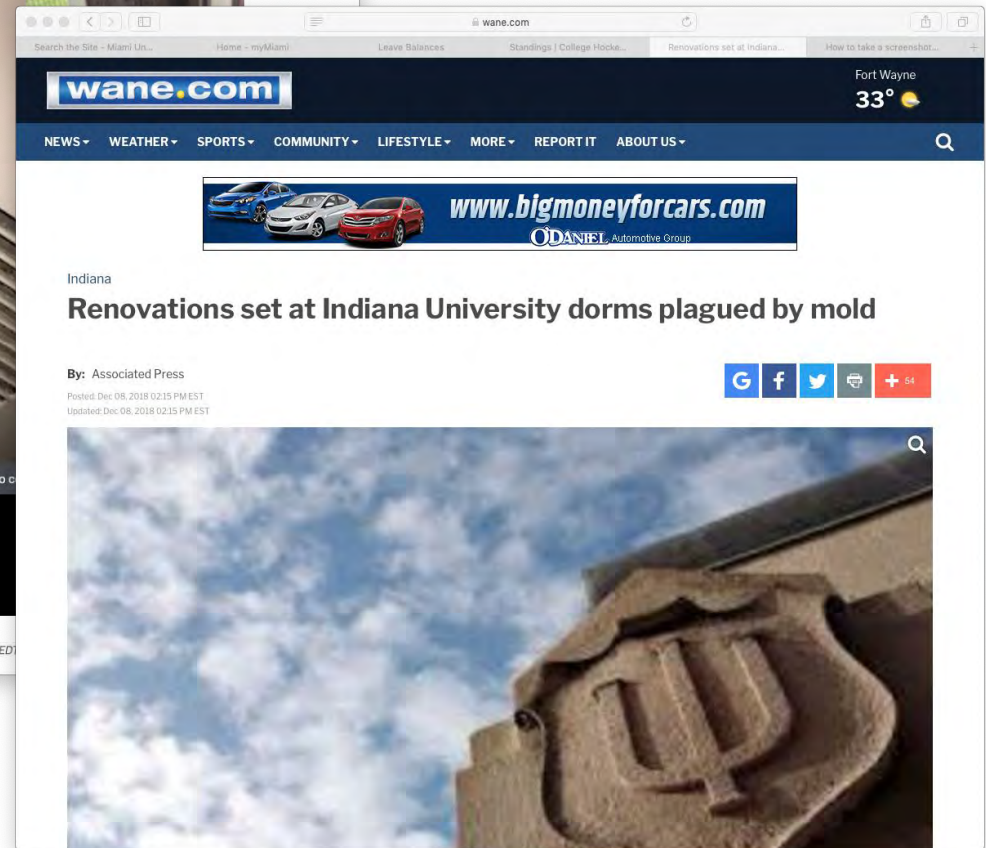 wane.com
Search the Site - Miami Un...
Home - myMiami
Leave Balances
Standings | College Hocke...
Renovations set at Indiana...
How to take a screenshot...
wane.com
Fort Wayne
33°
NEWS WEATHER SPORTS COMMUNITY LIFESTYLE MORE REPORT IT ABOUT US
www.bigmoneyforcars.com
O'DANIEL Automotive Group
Indiana
Renovations set at Indiana University dorms plagued by mold
By: Associated Press
Posted: Dec 08, 2018 02:15 PM EST
Updated: Dec 08, 2018 02:15 PM EST
G f + 54
IU